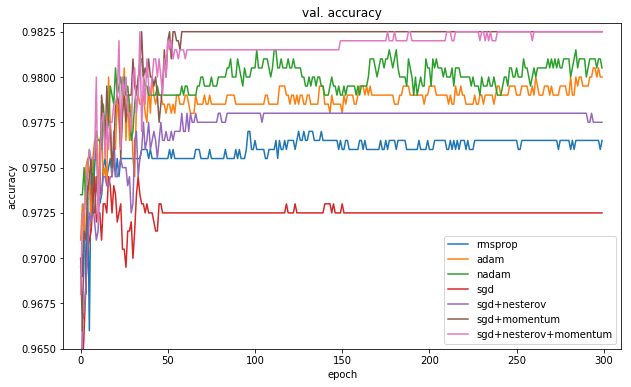 val. accuracy
accuracy
0.9825
0.9800
0.9775
0.9750
0.9725
0.9700
0.9675
0.9650
0
50
100
150
200
250
300
epoch
rmsprop
adam
nadam
sgd
sgd+nesterov
sgd+momentum
sgd+nesterov+momentum